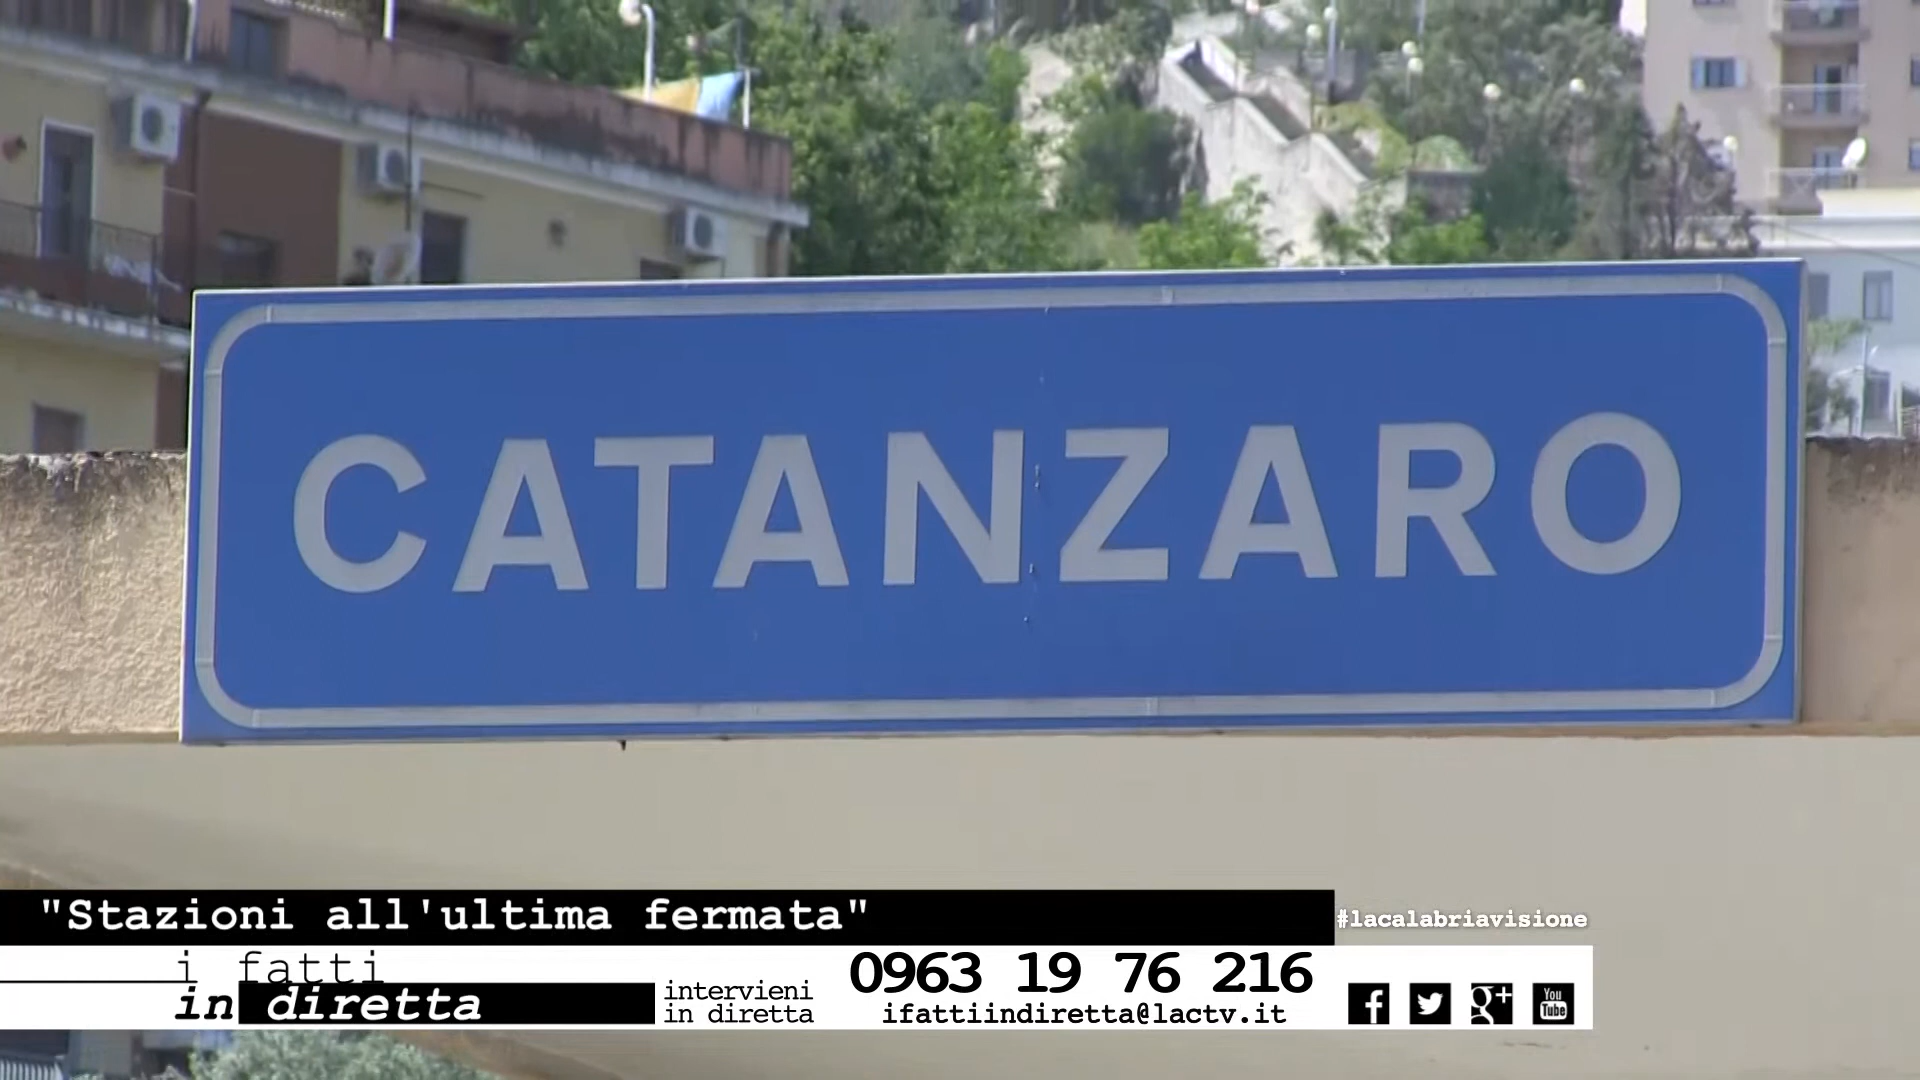 CATANZARO
"Stazioni all'ultima fermata"
#lacalabriavisione
i fatti
in diretta
intervieni
in diretta
0963 19 76 216
ifattiindiretta@lactv.it
You
Tube